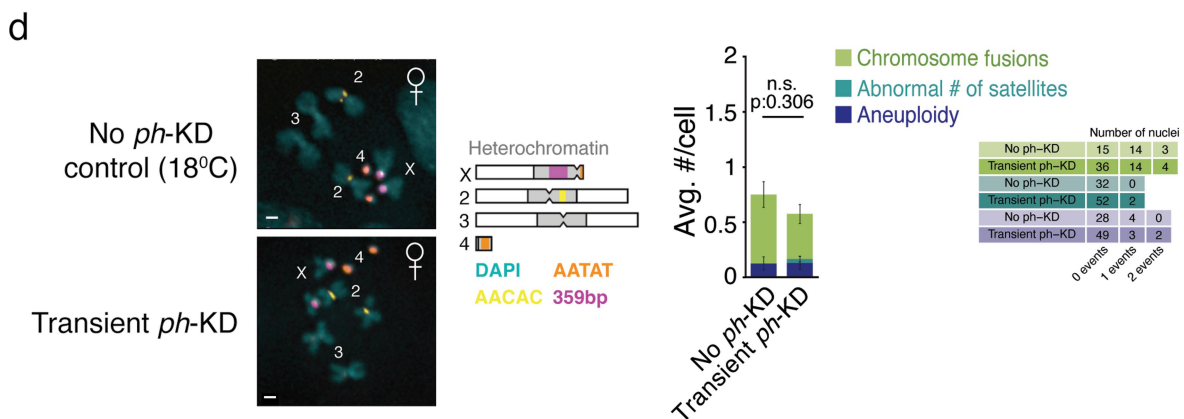 d
No ph-KD
control (18⁰C)
2
3
4
2
X
♀
Transient ph-KD
X
4
2
3
♀
Heterochromatin
X
2
3
4
DAPI AATAT
AACAC 359bp
Avg. #/cell
2
1.5
1
0.5
0
n.s.
p:0.306
No ph-KD
Transient ph-KD
Chromosome fusions
Abnormal # of satellites
Aneuploidy
Number of nuclei
No ph–KD 15 14 3
Transient ph–KD 36 14 4
No ph–KD 32 0
Transient ph–KD 52 2
No ph–KD 28 4 0
Transient ph–KD 49 3 2
0 events
1 events
2 events